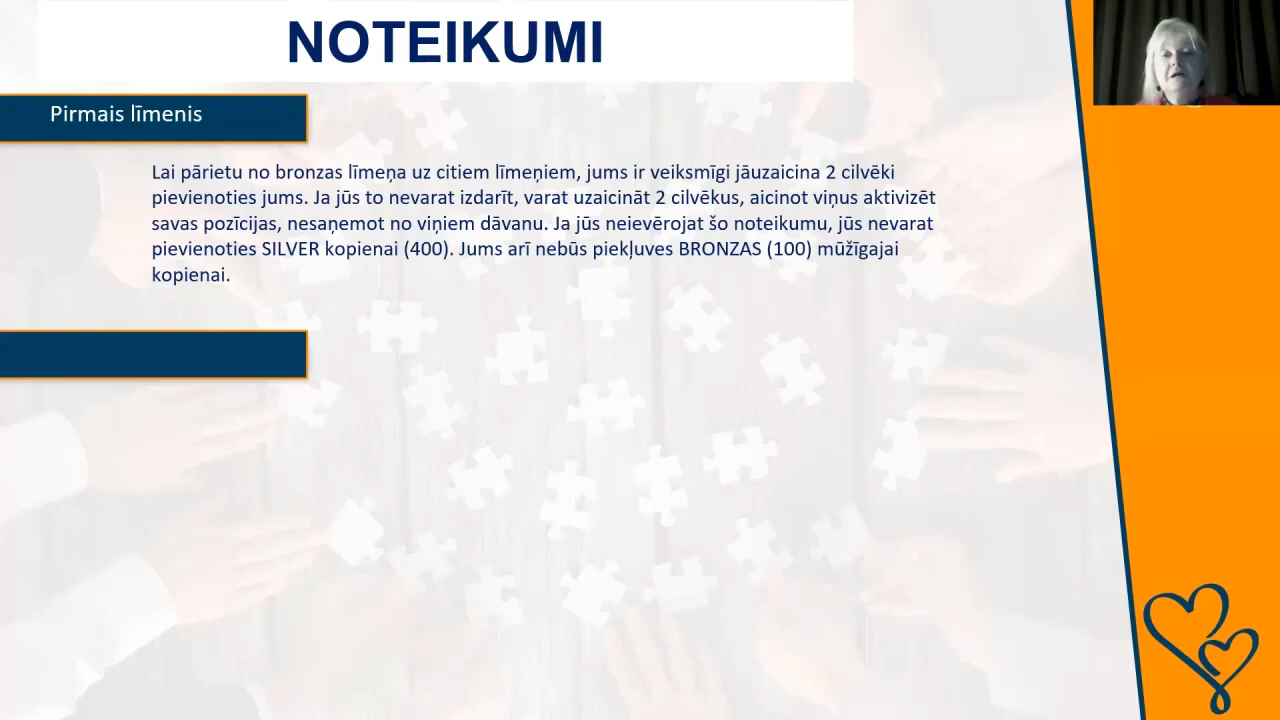 NOTEIKUMI
Pirmais līmenis
Lai pārietu no bronzas līmeņa uz citiem līmeņiem, jums ir veiksmīgi jāuzaicina 2 cilvēki
pievienoties jums. Ja jūs to nevarat izdarīt, varat uzaicināt 2 cilvēkus, aicinot viņus aktivizēt
savas pozīcijas, nesaņemot no viņiem dāvanu. Ja jūs neievērojat šo noteikumu, jūs nevarat
pievienoties SILVER kopienai (400). Jums arī nebūs piekļuves BRONZAS (100) mūžīgajai
kopienai.